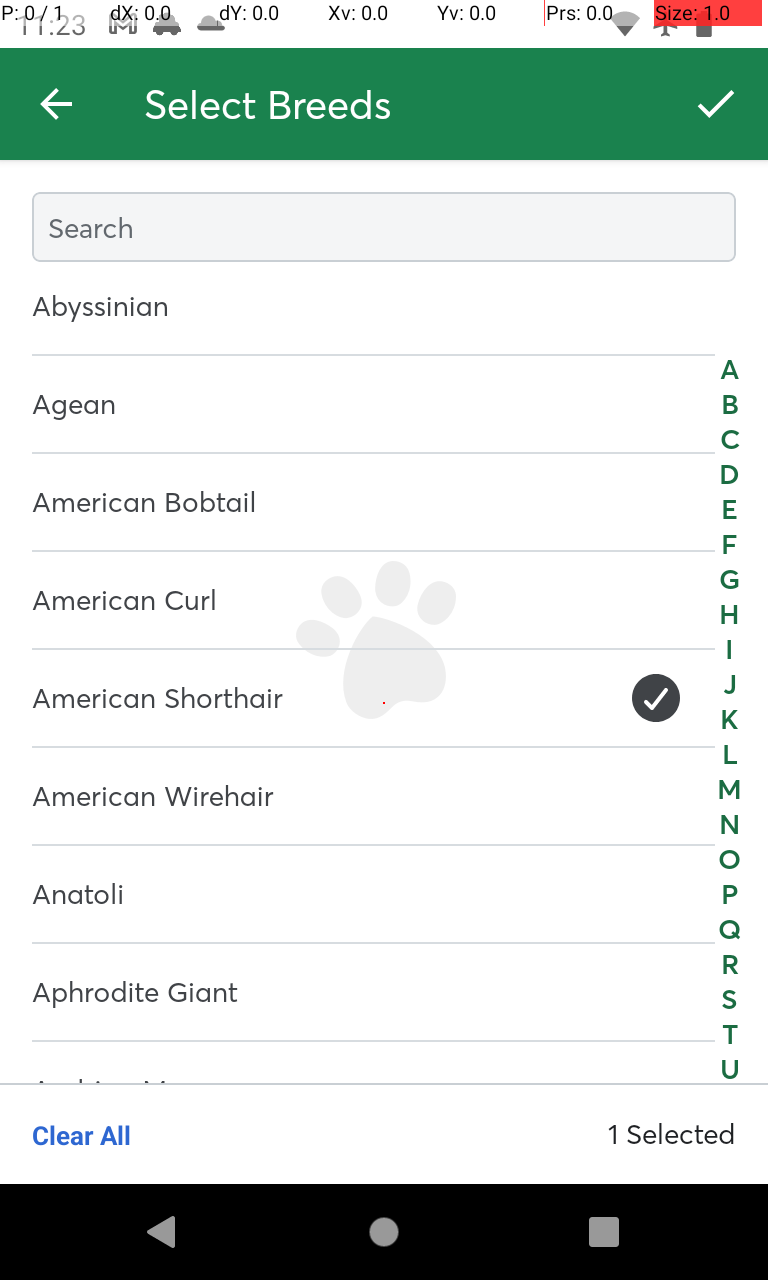 P: 0 / 1 dX: 0.0 dY: 0.0 Xv: 0.0 Yv: 0.0 Prs: 0.0 Size: 1.0
11:23
Select Breeds
Search
Abyssinian
Agean
American Bobtail
American Curl
American Shorthair
American Wirehair
Anatoli
Aphrodite Giant
A
B
C
D
E
F
G
H
I
J
K
L
M
N
O
P
Q
R
S
T
U
Clear All
1 Selected